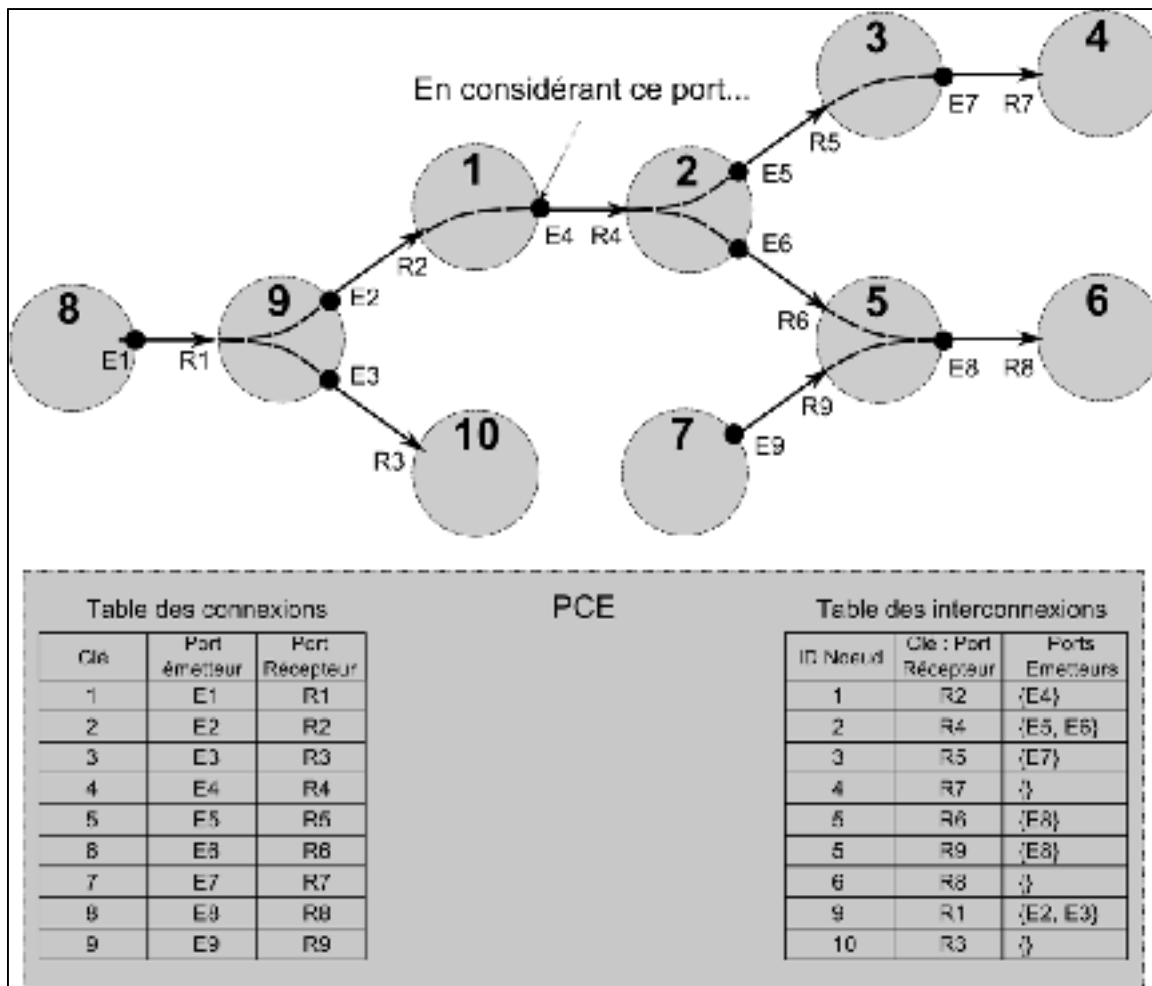 3
4
En considérant ce port...
E7
R7
R5
1
2
E5
E4
R4
R2
E6
8
9
E2
5
6
R6
E1
R1
E3
E8
R8
R9
10
7
R3
E9
Table des connexions
PCE
Table des interconnexions
Clé
Port émetteur
Port Récepteur
1 E1 R1
2 E2 R2
3 E3 R3
4 E4 R4
5 E5 R5
6 E6 R6
7 E7 R7
8 E8 R8
9 E9 R9
ID Noeud
Clé : Port Récepteur
Ports Emetteurs
1 R2 {E4}
2 R4 {E5, E6}
3 R5 {E7}
4 R7 {}
5 R6 {E8}
5 R9 {E8}
6 R8 {}
9 R1 {E2, E3}
10 R3 {}